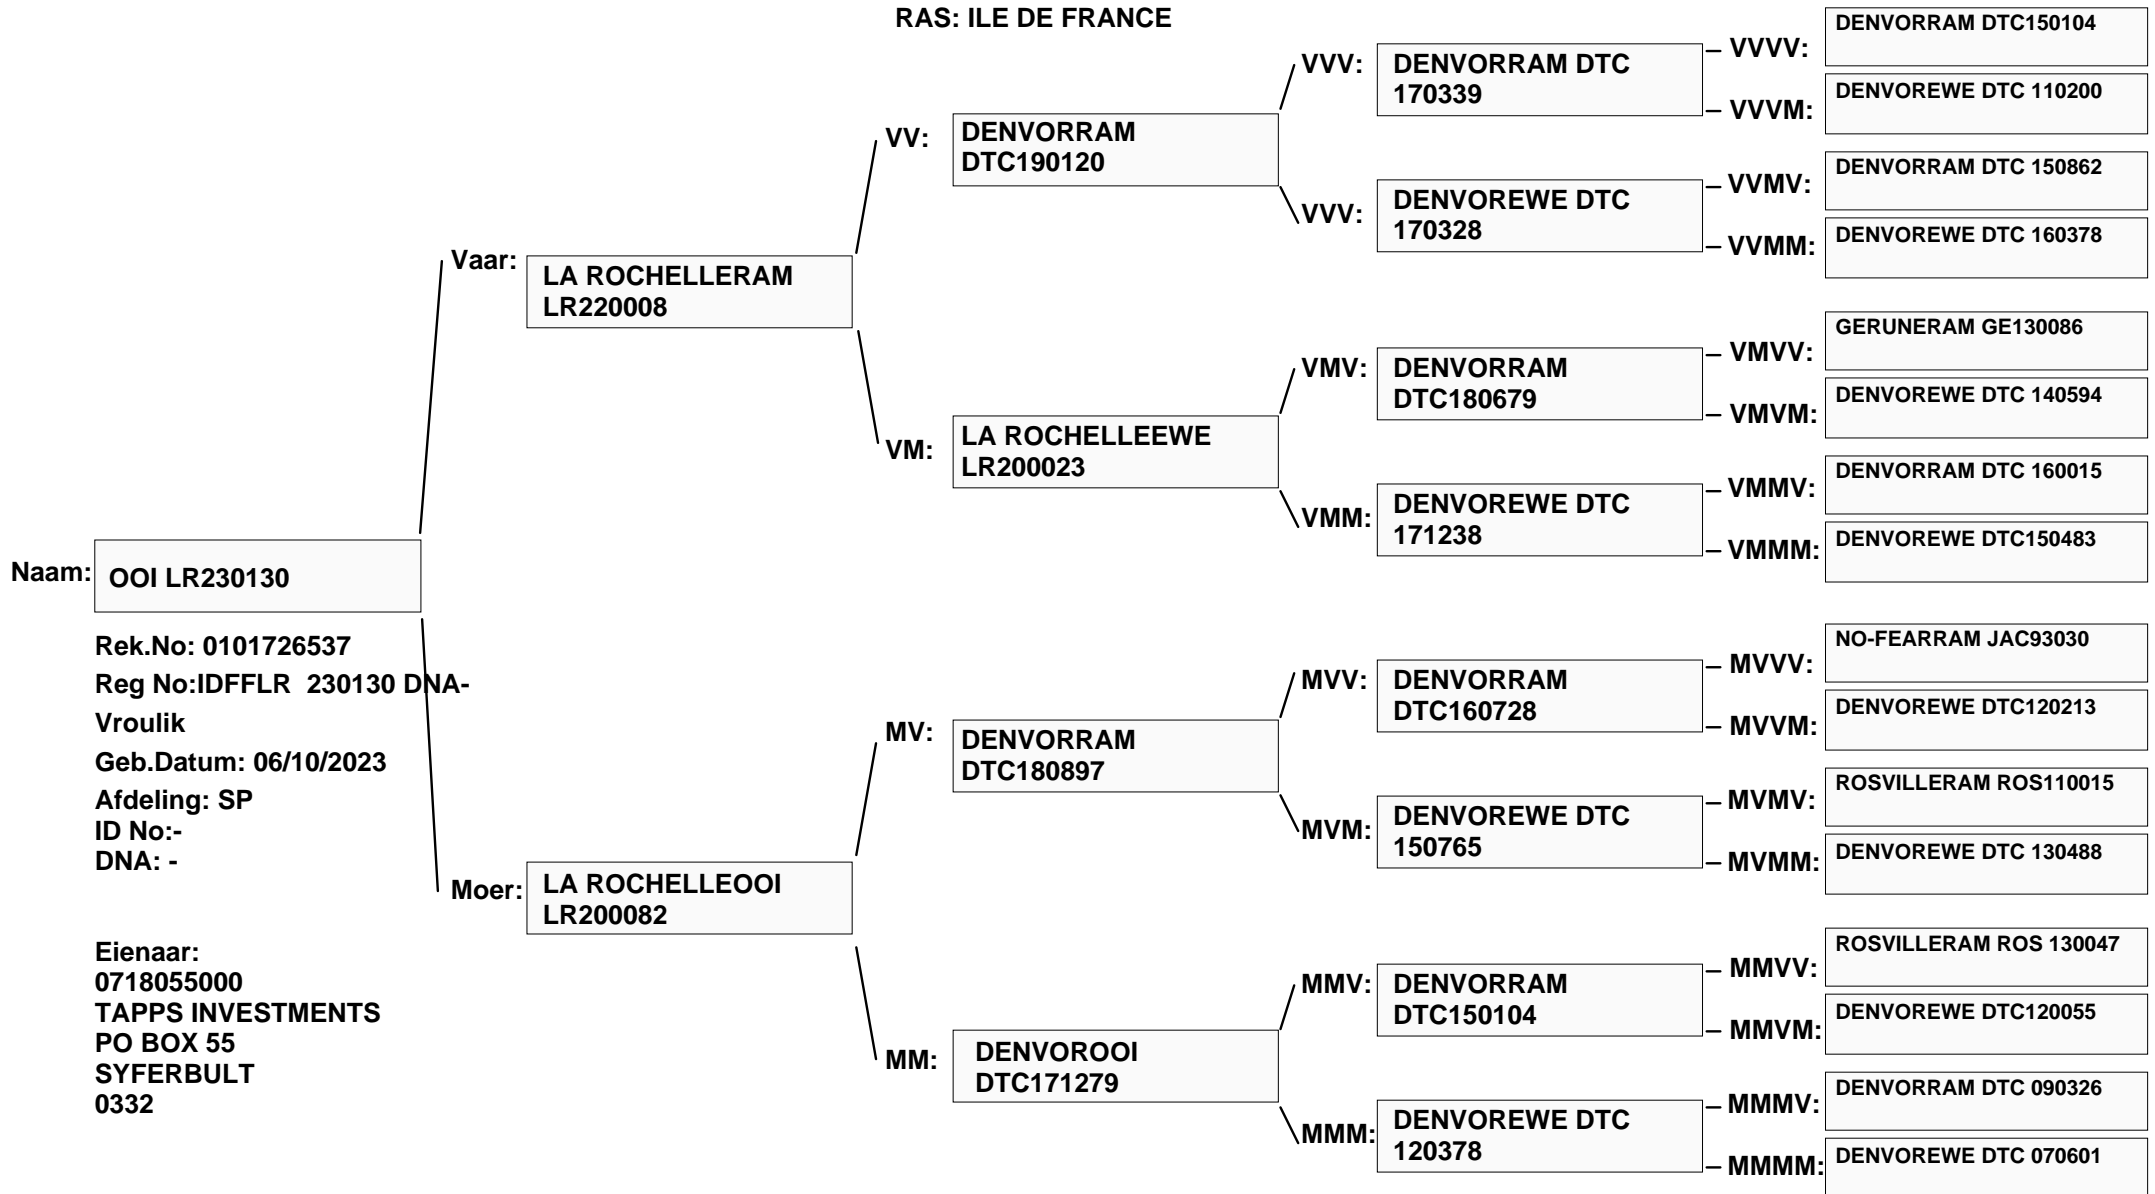 RAS: ILE DE FRANCE
Naam:
OOI LR230130
Rek.No: 0101726537
Reg No:IDFFLR  230130 DNA-
Vroulik
Geb.Datum: 06/10/2023
Afdeling: SP
ID No:-
DNA: -
Eienaar:
0718055000
TAPPS INVESTMENTS
PO BOX 55
SYFERBULT
0332
Vaar:
LA ROCHELLERAM
LR220008
Moer:
LA ROCHELLEOOI
LR200082
VV:
DENVORRAM
DTC190120
VM:
LA ROCHELLEEWE
LR200023
MV:
DENVORRAM
DTC180897
MM:
DENVOROOI
DTC171279
VVV:
DENVORRAM DTC
170339
VVV:
DENVOREWE DTC
170328
VMV:
DENVORRAM
DTC180679
VMM:
DENVOREWE DTC
171238
MVV:
DENVORRAM
DTC160728
MVM:
DENVOREWE DTC
150765
MMV:
DENVORRAM
DTC150104
MMM:
DENVOREWE DTC
120378
VVVV:
DENVORRAM DTC150104
VVVM:
DENVOREWE DTC 110200
VVMV:
DENVORRAM DTC 150862
VVMM:
DENVOREWE DTC 160378
VMVV:
GERUNERAM GE130086
VMVM:
DENVOREWE DTC 140594
VMMV:
DENVORRAM DTC 160015
VMMM:
DENVOREWE DTC150483
MVVV:
NO-FEARRAM JAC93030
MVVM:
DENVOREWE DTC120213
MVMV:
ROSVILLERAM ROS110015
MVMM:
DENVOREWE DTC 130488
MMVV:
ROSVILLERAM ROS 130047
MMVM:
DENVOREWE DTC120055
MMMV:
DENVORRAM DTC 090326
MMMM:
DENVOREWE DTC 070601